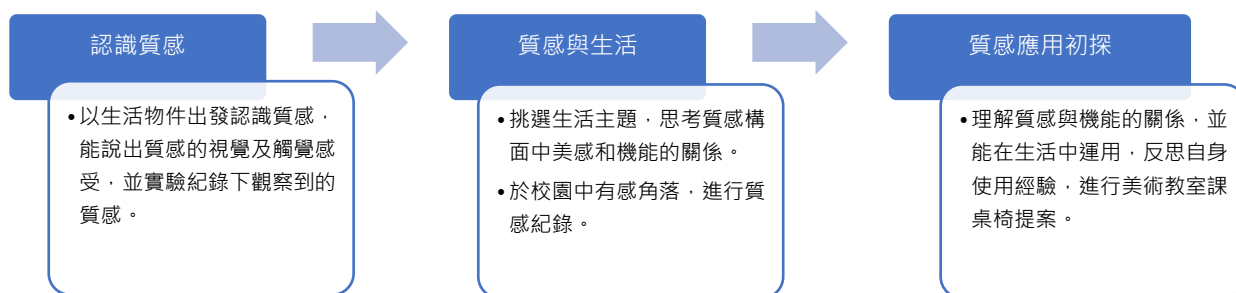 認識質感
•以生活物件出發認識質感，
能說出質感的視覺及觸覺感
受，並實驗紀錄下觀察到的
質感。
質感與生活
•挑選生活主題，思考質感構
面中美感和機能的關係。
•於校園中有感角落，進行質
感紀錄。
質感應用初探
•理解質感與機能的關係，並
能在生活中運用，反思自身
使用經驗，進行美術教室課
桌椅提案。